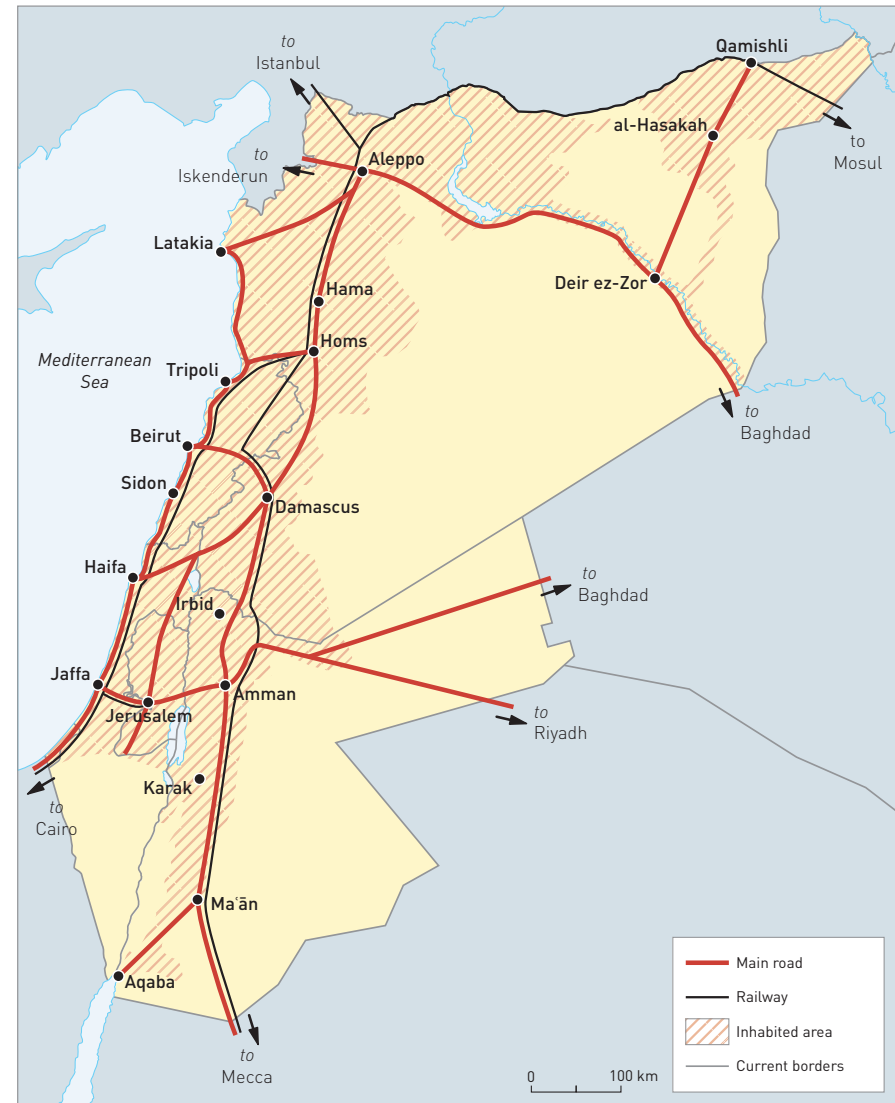 to
Istanbul
Qamishli
al-Hasakah
to
Mosul
to
Iskenderun
Aleppo
Latakia
Deir ez-Zor
Hama
Homs
Mediterranean
Sea
Tripoli
to
Baghdad
Beirut
Sidon
Damascus
Haifa
to
Baghdad
Irbid
Jaffa
Jerusalem
Amman
to
Riyadh
Karak
to
Cairo
Maʿān
Aqaba
to
Mecca
Main road
Railway
Inhabited area
Current borders
0
100 km